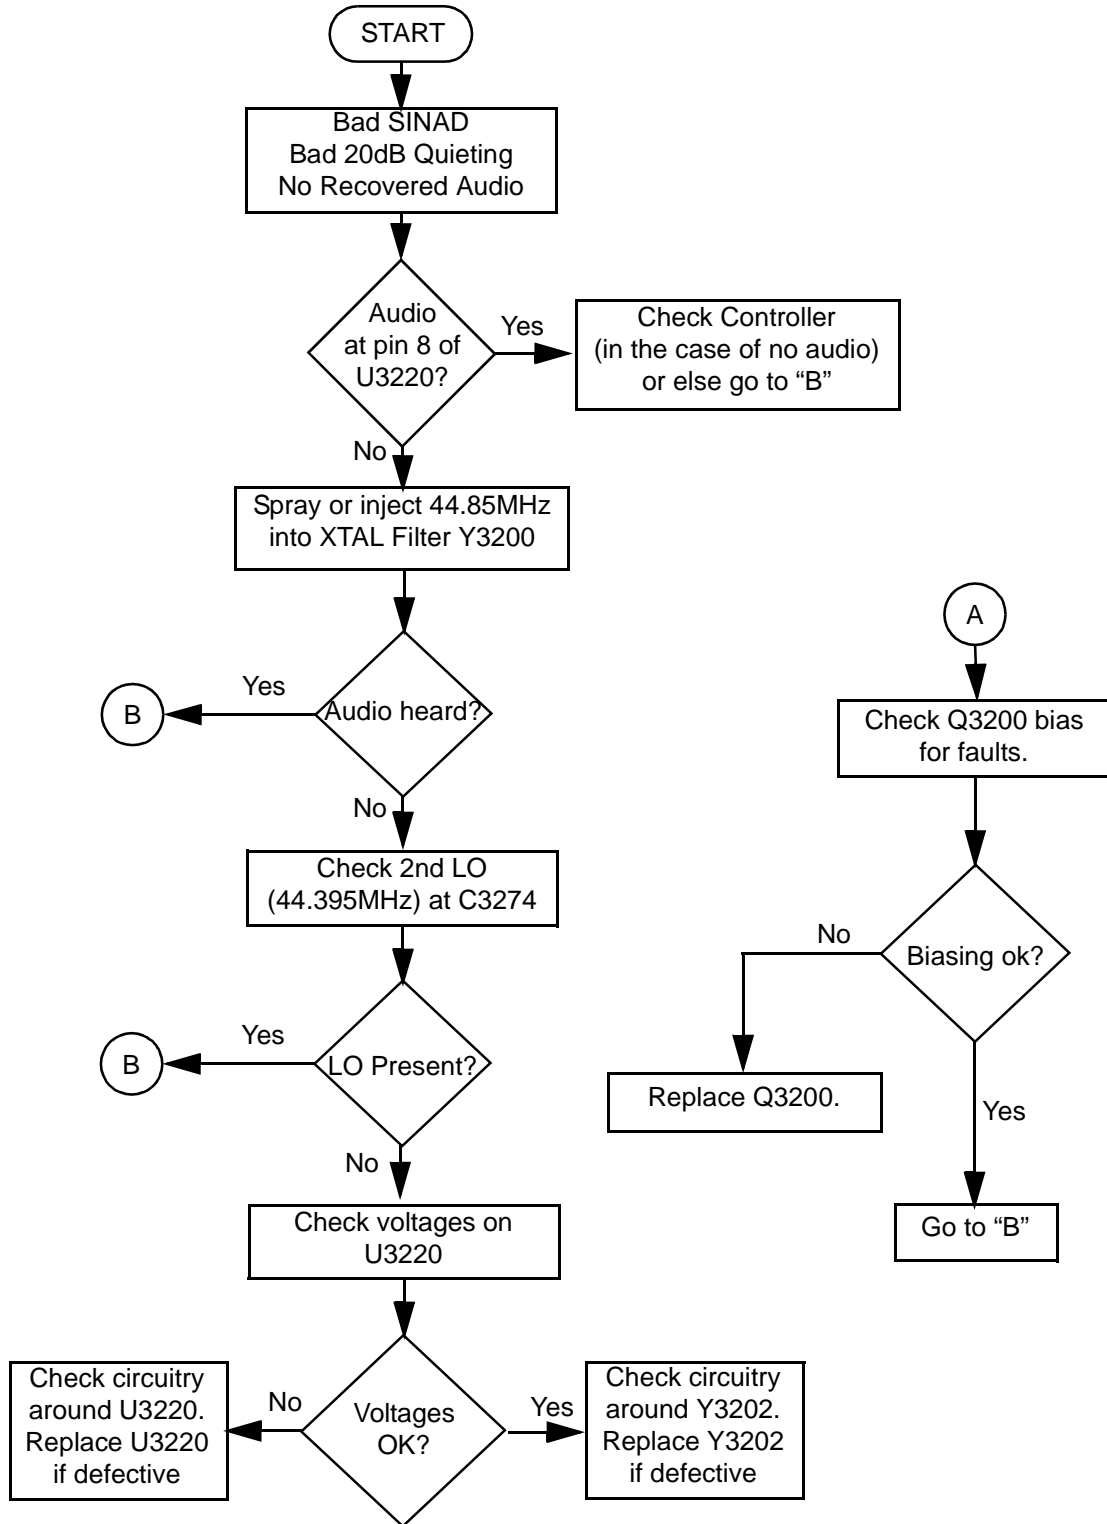 START
Bad SINAD
Bad 20dB Quieting
No Recovered Audio
Audio
at pin 8 of
U3220?
Yes
Check Controller
(in the case of no audio)
or else go to “B”
No
Spray or inject 44.85MHz
into XTAL Filter Y3200
Audio heard?
Yes
B
No
Check 2nd LO
(44.395MHz) at C3274
LO Present?
Yes
B
No
Check voltages on
U3220
Voltages
OK?
No
Check circuitry
around U3220.
Replace U3220
if defective
Yes
Check circuitry
around Y3202.
Replace Y3202
if defective
A
Check Q3200 bias
for faults.
Biasing ok?
No
Replace Q3200.
Yes
Go to “B”